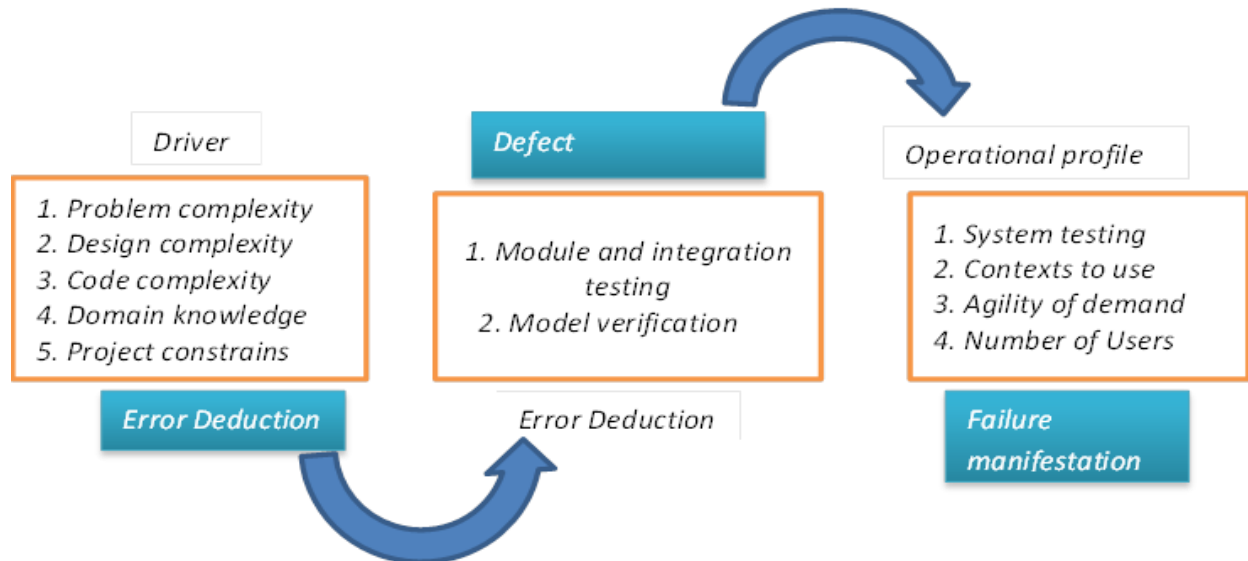 Driver
1. Problem complexity
2. Design complexity
3. Code complexity
4. Domain knowledge
5. Project constrains
Error Deduction
Defect
1. Module and integration
testing
2. Model verification
Error Deduction
Operational profile
1. System testing
2. Contexts to use
3. Agility of demand
4. Number of Users
Failure
manifestation